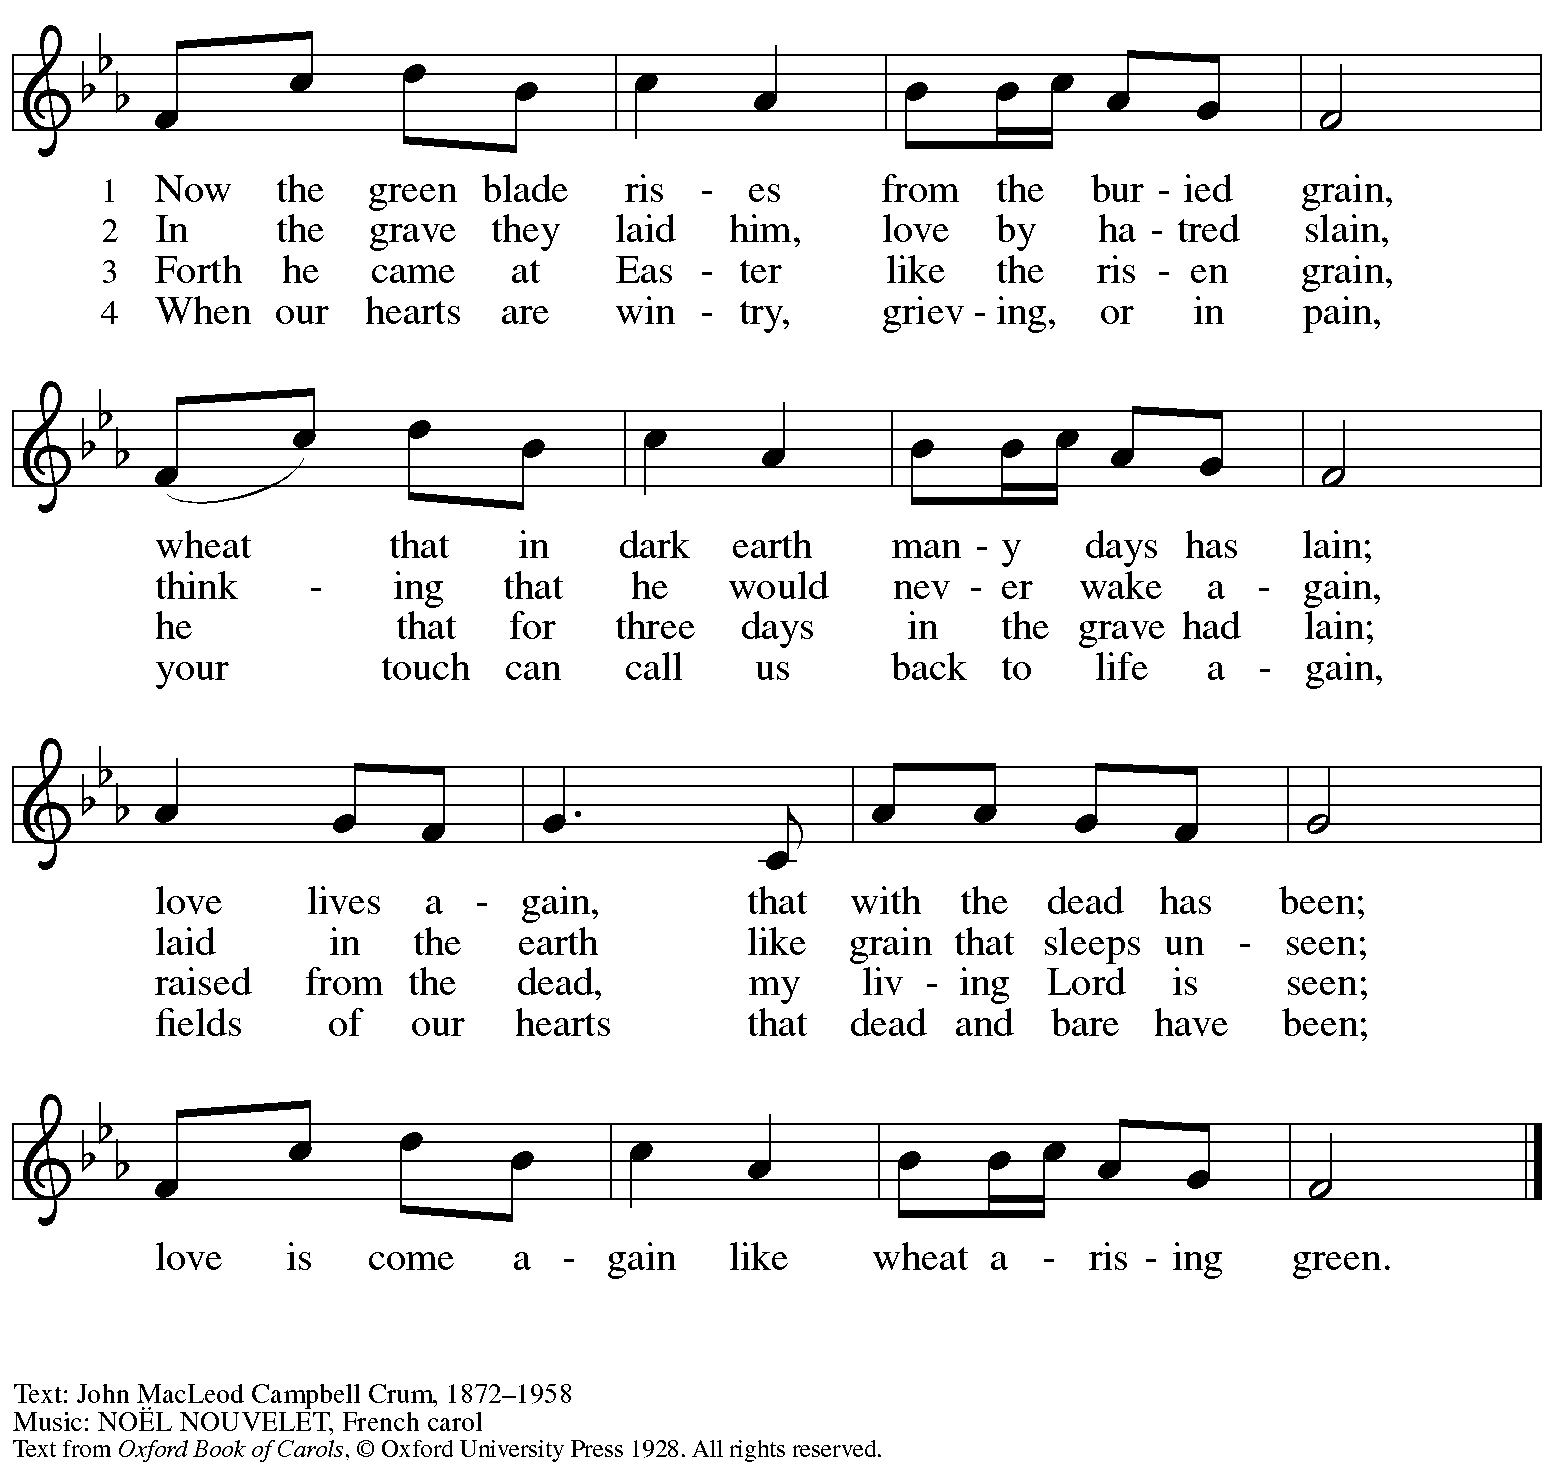 1 Now the green blade ris - es from the bur - ied grain,
2 In the grave they laid him, love by ha - tred slain,
3 Forth he came at Eas - ter like the ris - en grain,
4 When our hearts are win - try, griev - ing, or in pain,
wheat that in dark earth man - y days has lain;
think - ing that he would nev - er wake a - gain,
he that for three days in the grave had lain;
your touch can call us back to life a - gain,
love lives a - gain, that with the dead has been;
laid in the earth like grain that sleeps un - seen;
raised from the dead, my liv - ing Lord is seen;
fields of our hearts that dead and bare have been;
love is come a - gain like wheat a - ris - ing green.
Text: John MacLeod Campbell Crum, 1872–1958
Music: NOËL NOUVELET, French carol
Text from Oxford Book of Carols, © Oxford University Press 1928. All rights reserved.